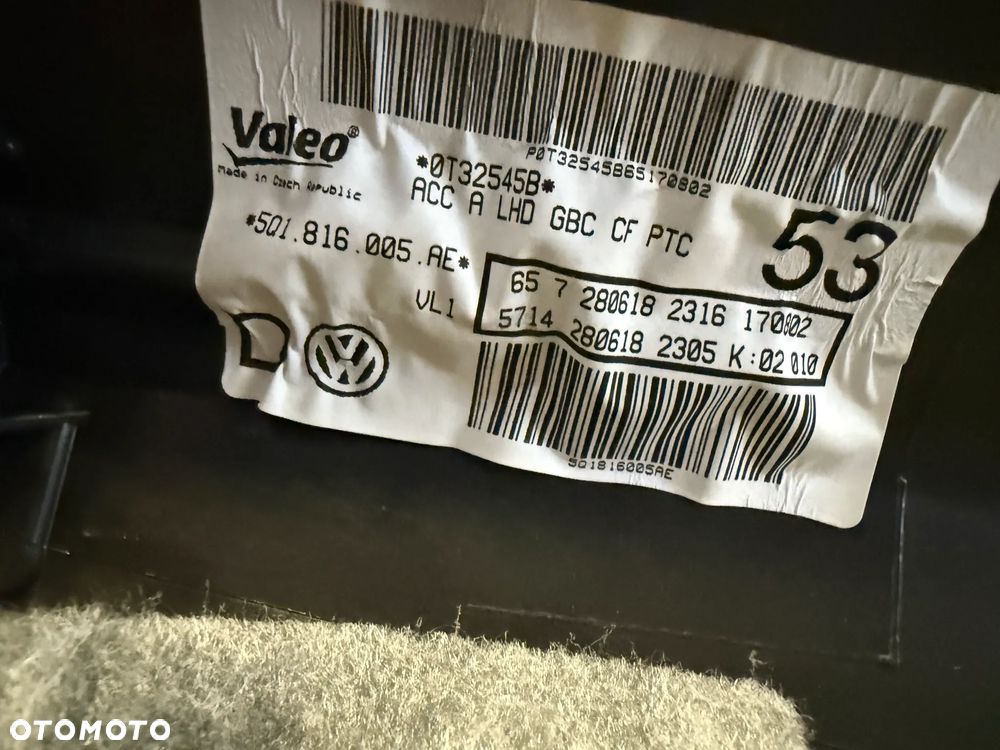 P0T32545B65170802
Valeo®
Made in Czech Republic
*0T32545B*
ACC A LHD GBC CF PTC
53
*5Q1.816.005.AE*
VL1
65 7 280618 2316 170802
5714 280618 2305 K:02 010
D
VW
5Q1816005AE
OTOMOTO